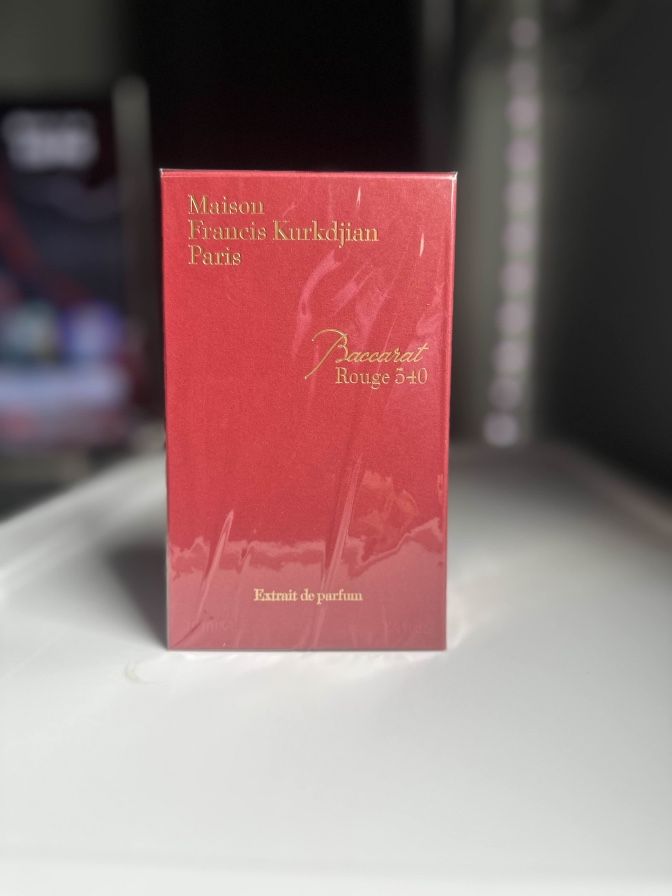 Maison
Francis Kurkdjian
Paris
Baccarat
Rouge 540
Extrait de parfum